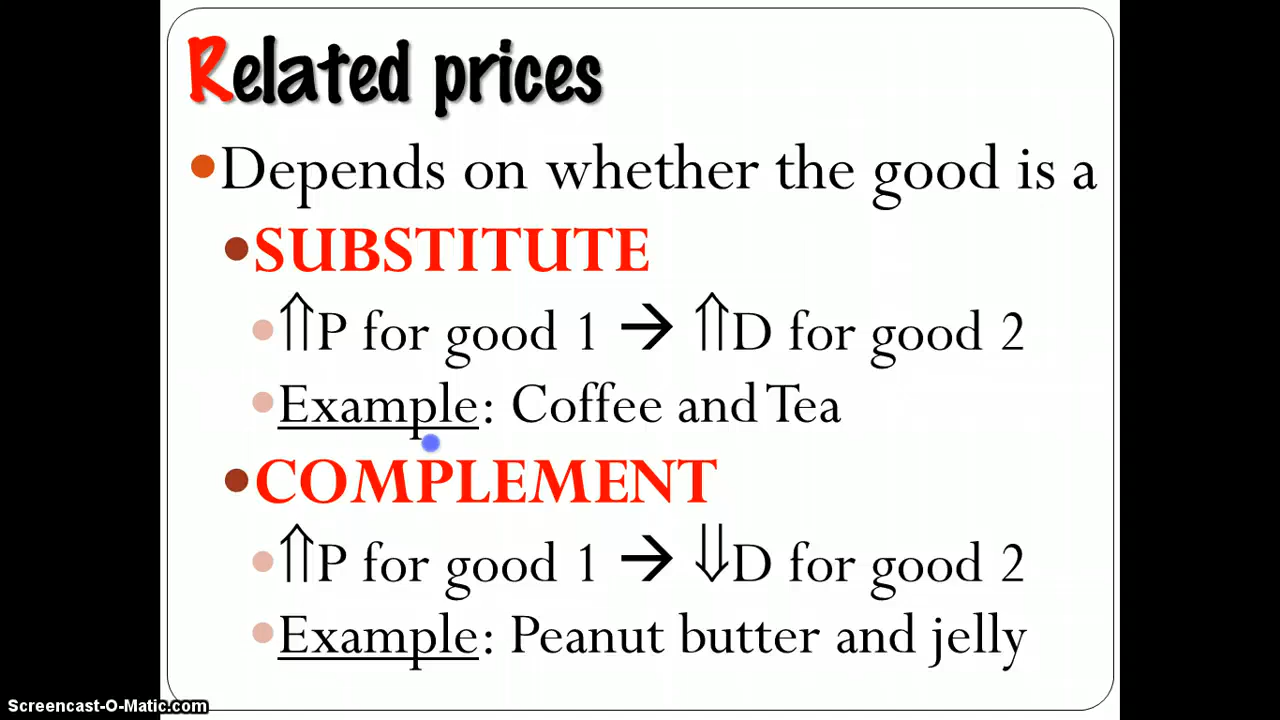 Related prices
•Depends on whether the good is a
•SUBSTITUTE
•⇑P for good 1 → ⇑D for good 2
•Example: Coffee and Tea
•COMPLEMENT
•⇑P for good 1 → ⇓D for good 2
•Example: Peanut butter and jelly
Screencast-O-Matic.com